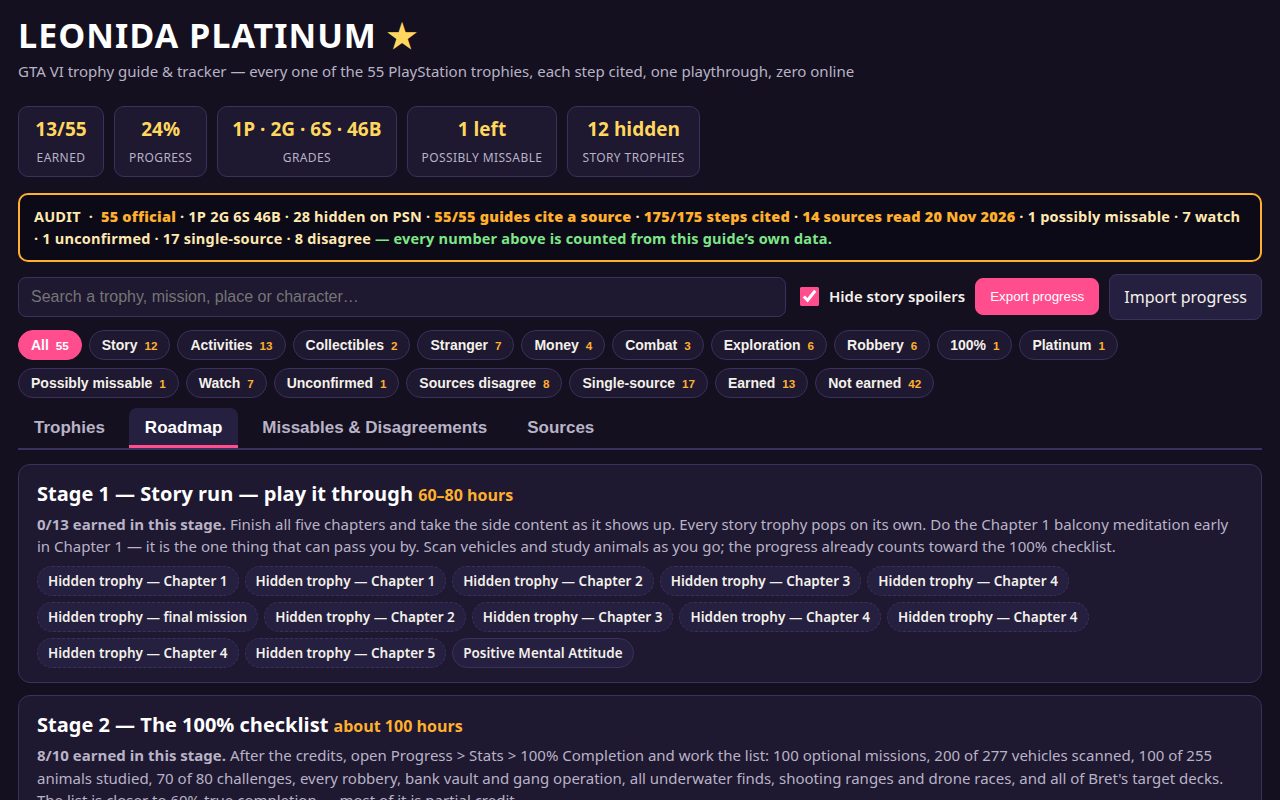 LEONIDA PLATINUM ★
GTA VI trophy guide & tracker — every one of the 55 PlayStation trophies, each step cited, one playthrough, zero online
13/55
EARNED
24%
PROGRESS
1P · 2G · 6S · 46B
GRADES
1 left
POSSIBLY MISSABLE
12 hidden
STORY TROPHIES
AUDIT · 55 official · 1P 2G 6S 46B · 28 hidden on PSN · 55/55 guides cite a source · 175/175 steps cited · 14 sources read 20 Nov 2026 · 1 possibly missable · 7 watch
· 1 unconfirmed · 17 single-source · 8 disagree — every number above is counted from this guide’s own data.
Search a trophy, mission, place or character…
Hide story spoilers
Export progress
Import progress
All 55
Story 12
Activities 13
Collectibles 2
Stranger 7
Money 4
Combat 3
Exploration 6
Robbery 6
100% 1
Platinum 1
Possibly missable 1
Watch 7
Unconfirmed 1
Sources disagree 8
Single-source 17
Earned 13
Not earned 42
Trophies
Roadmap
Missables & Disagreements
Sources
Stage 1 — Story run — play it through 60–80 hours
0/13 earned in this stage. Finish all five chapters and take the side content as it shows up. Every story trophy pops on its own. Do the Chapter 1 balcony meditation early
in Chapter 1 — it is the one thing that can pass you by. Scan vehicles and study animals as you go; the progress already counts toward the 100% checklist.
Hidden trophy — Chapter 1
Hidden trophy — Chapter 1
Hidden trophy — Chapter 2
Hidden trophy — Chapter 3
Hidden trophy — Chapter 4
Hidden trophy — final mission
Hidden trophy — Chapter 2
Hidden trophy — Chapter 3
Hidden trophy — Chapter 4
Hidden trophy — Chapter 4
Hidden trophy — Chapter 4
Hidden trophy — Chapter 5
Positive Mental Attitude
Stage 2 — The 100% checklist about 100 hours
8/10 earned in this stage. After the credits, open Progress > Stats > 100% Completion and work the list: 100 optional missions, 200 of 277 vehicles scanned, 100 of 255
animals studied, 70 of 80 challenges, every robbery, bank vault and gang operation, all underwater finds, shooting ranges and drone races, and all of Bret's target decks.
The list is closer to 60% true completion — most of it is partial credit.